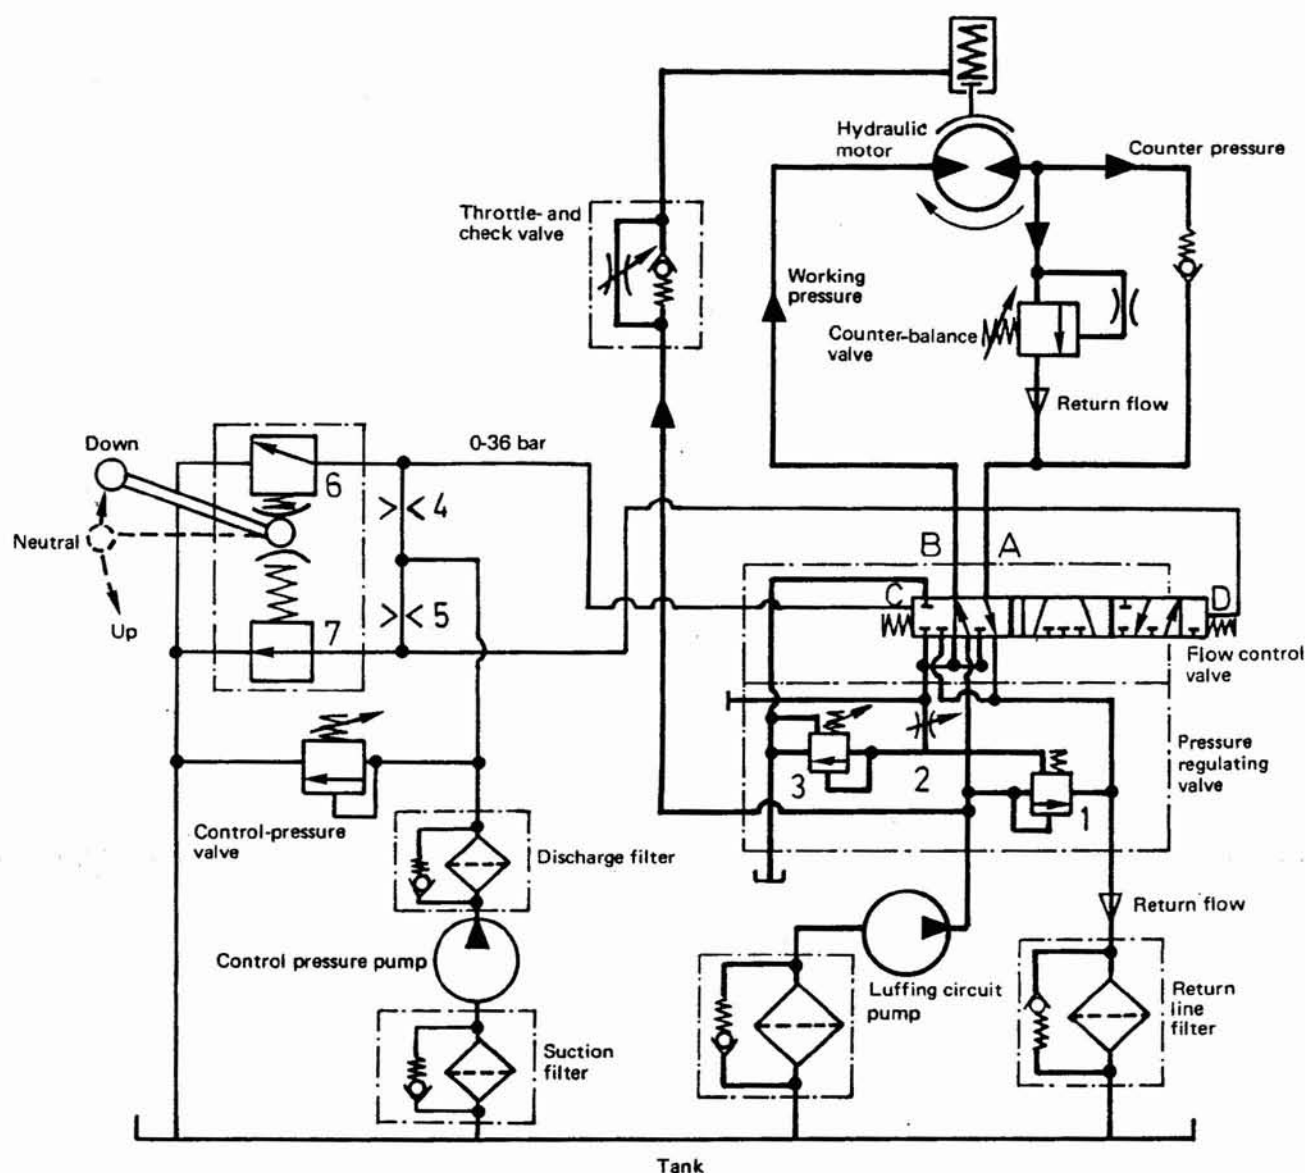 Hydraulic
motor
Counter pressure
Throttle- and
check valve
Working
pressure
Counter-balance
valve
Return flow
Down
0-36 bar
6
4
Neutral
B
A
C
D
5
7
Up
Flow control
valve
Pressure
regulating
valve
3
2
1
Control-pressure
valve
Discharge filter
Return flow
Control pressure pump
Luffing circuit
pump
Return
line
filter
Suction
filter
Tank